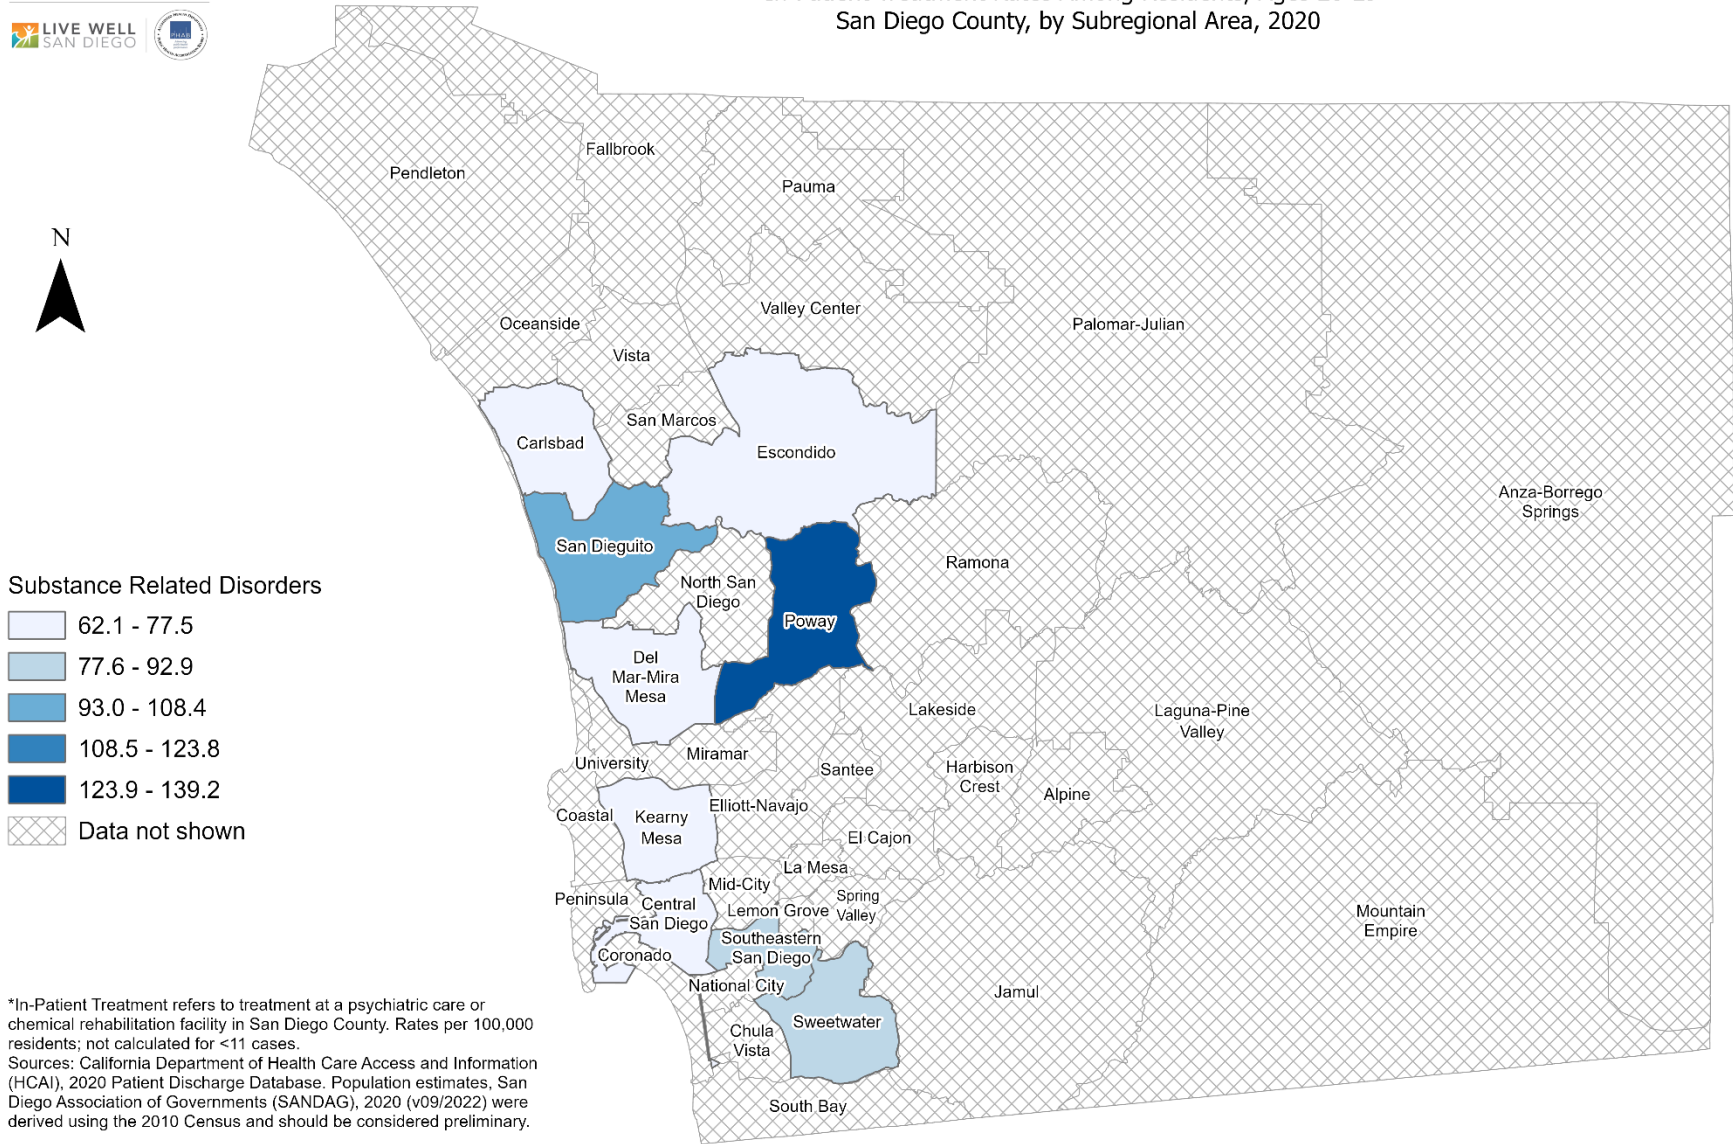 LIVE WELL
SAN DIEGO
PHAB
San Diego County, by Subregional Area, 2020
N
Fallbrook
Pendleton
Pauma
Valley Center
Oceanside
Palomar-Julian
Vista
San Marcos
Carlsbad
Escondido
Anza-Borrego
Springs
San Dieguito
Ramona
North San
Diego
Poway
Del
Mar-Mira
Mesa
Lakeside
Laguna-Pine
Valley
Miramar
University
Santee
Harbison
Crest
Alpine
Elliott-Navajo
Coastal
Kearny
Mesa
El Cajon
La Mesa
Mid-City
Peninsula
Central
San Diego
Spring
Valley
Lemon Grove
Mountain
Empire
Southeastern
San Diego
Coronado
National City
Jamul
Sweetwater
Chula
Vista
South Bay
Substance Related Disorders
62.1 - 77.5
77.6 - 92.9
93.0 - 108.4
108.5 - 123.8
123.9 - 139.2
Data not shown
*In-Patient Treatment refers to treatment at a psychiatric care or
chemical rehabilitation facility in San Diego County. Rates per 100,000
residents; not calculated for <11 cases.
Sources: California Department of Health Care Access and Information
(HCAI), 2020 Patient Discharge Database. Population estimates, San
Diego Association of Governments (SANDAG), 2020 (v09/2022) were
derived using the 2010 Census and should be considered preliminary.